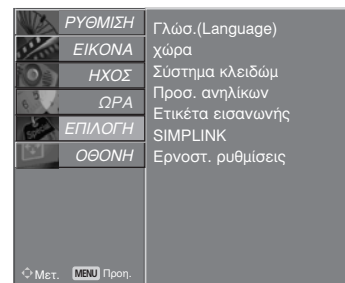 ΡΥΘΜΙΣΗ
ΕΙΚΟΝΑ
ΗΧΟΣ
ΩΡΑ
ΕΠΙΛΟΓΗ
ΟΘΟΝΗ
Γλώσ.(Language)
χώρα
Σύστημα κλειδώμ
Προσ. ανηλίκων
Ετικέτα εισανωνής
SIMPLINK
Ερνοστ. ρυθμίσεις
Μετ. MENU Προη.